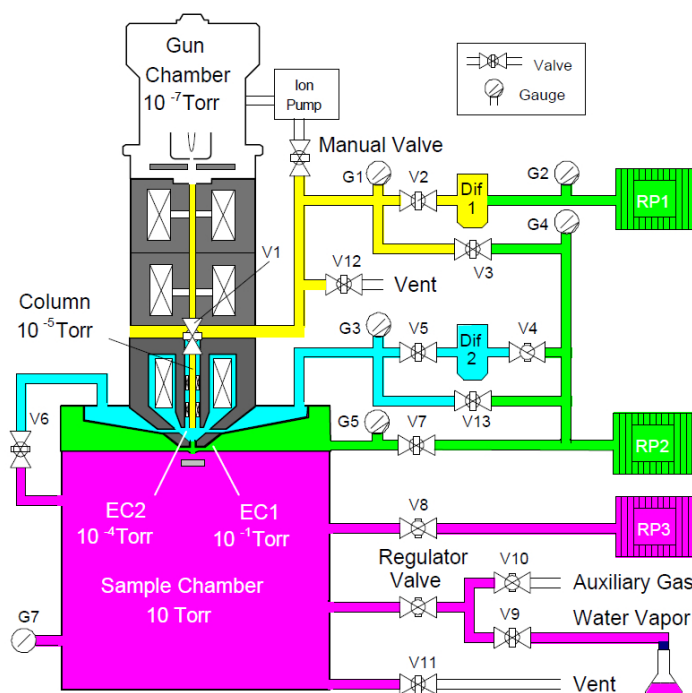 Gun
Chamber
10 -7Torr
Ion
Pump
Valve
Gauge
Manual Valve
G1
V2
Dif
1
G2
RP1
G4
V1
V3
V12
Vent
Column
10 -5Torr
G3
V5
Dif
2
V4
V6
V13
G5
V7
RP2
EC2
10 -4Torr
EC1
10 -1Torr
V8
RP3
Regulator
Valve
V10
Auxiliary Gas
Sample Chamber
10 Torr
V9
Water Vapor
G7
V11
Vent